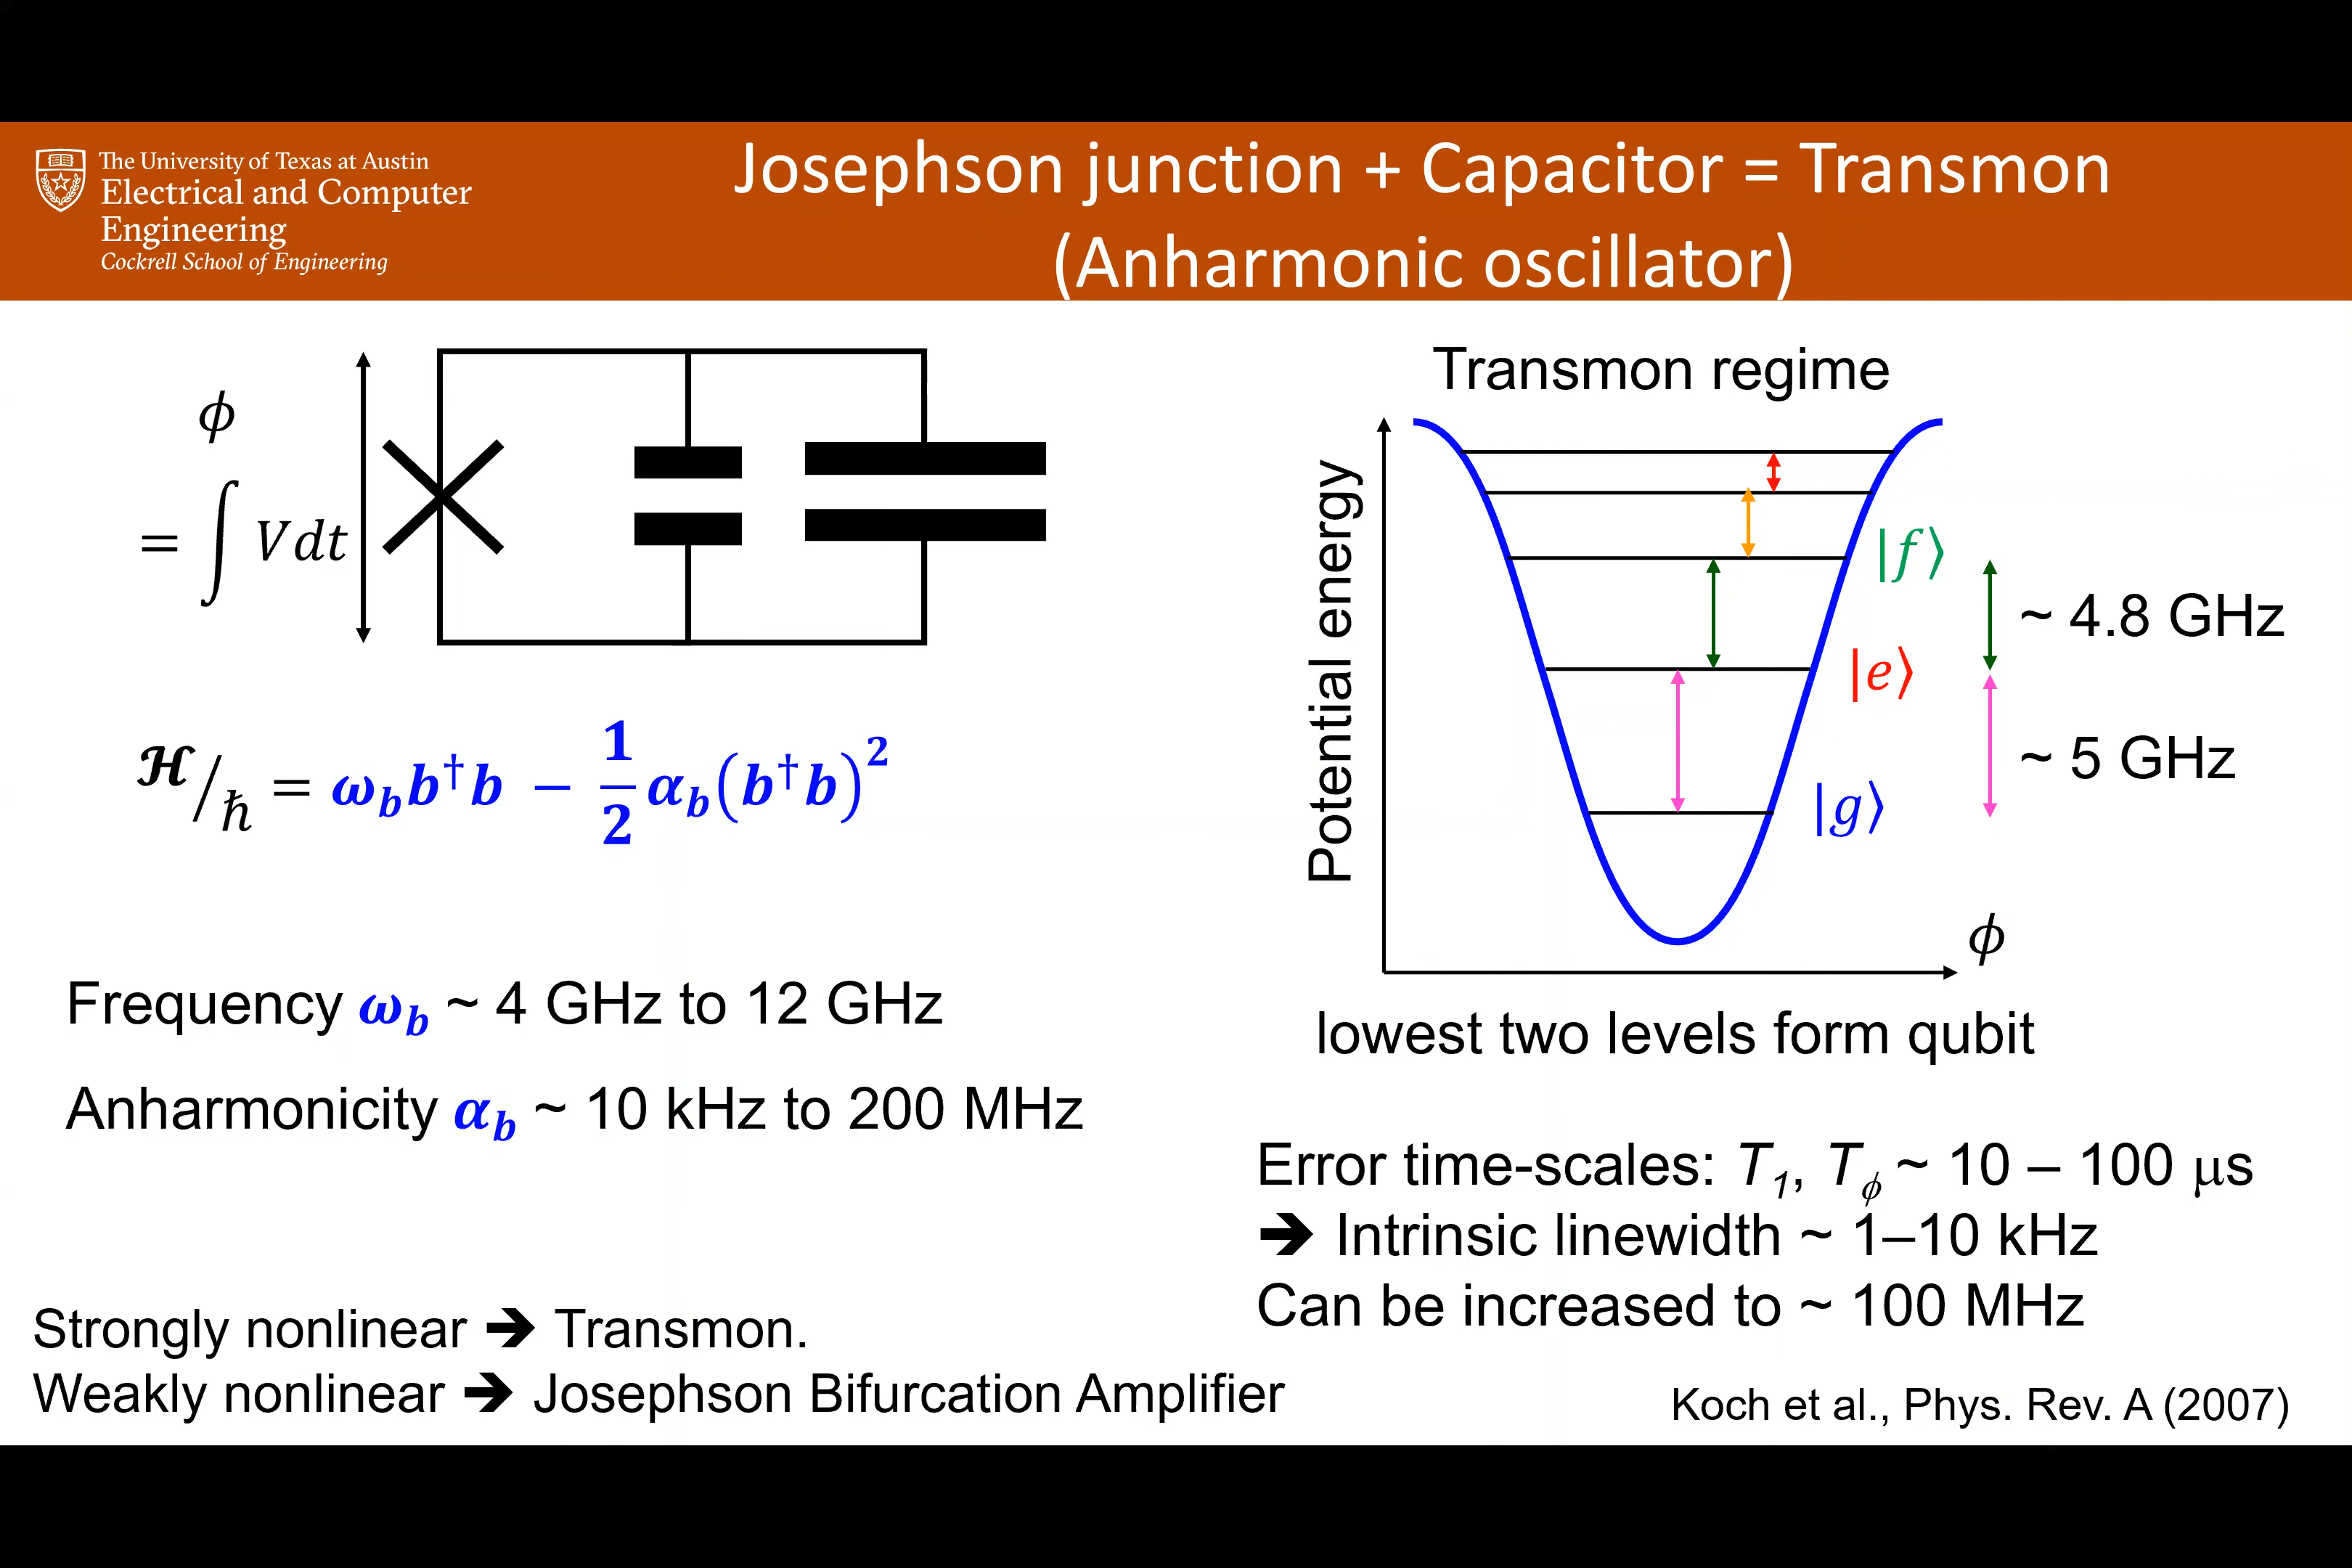 The University of Texas at Austin
Electrical and Computer
Engineering
Cockrell School of Engineering
Josephson junction + Capacitor = Transmon
(Anharmonic oscillator)
ϕ
= ∫ Vdt
ℋ/ℏ = ω_b b†b − 1/2 α_b (b†b)²
Frequency ω_b ~ 4 GHz to 12 GHz
Anharmonicity α_b ~ 10 kHz to 200 MHz
Strongly nonlinear ➔ Transmon.
Weakly nonlinear ➔ Josephson Bifurcation Amplifier
Transmon regime
Potential energy
|f⟩
~ 4.8 GHz
|e⟩
~ 5 GHz
|g⟩
ϕ
lowest two levels form qubit
Error time-scales: T₁, T_ϕ ~ 10 – 100 μs
➔ Intrinsic linewidth ~ 1–10 kHz
Can be increased to ~ 100 MHz
Koch et al., Phys. Rev. A (2007)